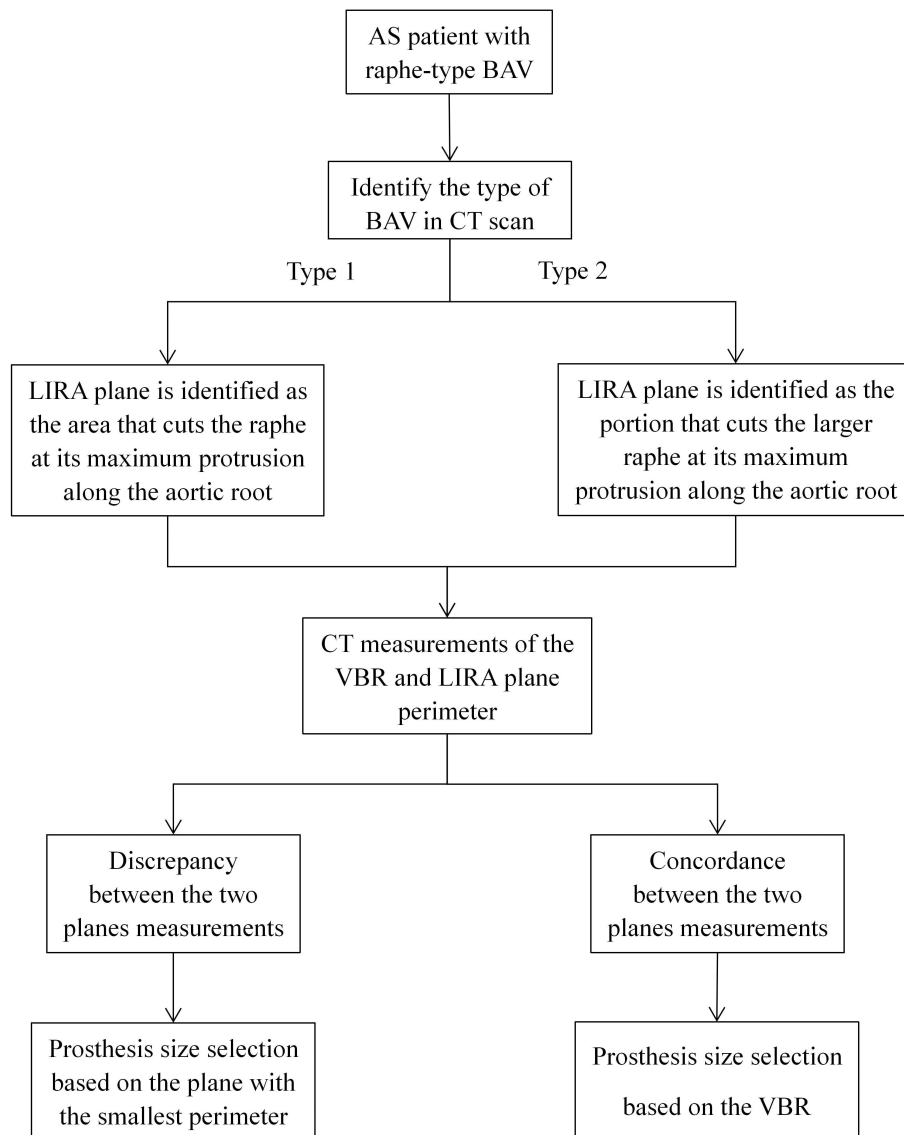 AS patient with
raphe-type BAV
Identify the type of
BAV in CT scan
Type 1
Type 2
LIRA plane is identified as
the area that cuts the raphe
at its maximum protrusion
along the aortic root
LIRA plane is identified as the
portion that cuts the larger
raphe at its maximum
protrusion along the aortic root
CT measurements of the
VBR and LIRA plane
perimeter
Discrepancy
between the two
planes measurements
Concordance
between the two
planes measurements
Prosthesis size selection
based on the plane with
the smallest perimeter
Prosthesis size selection
based on the VBR